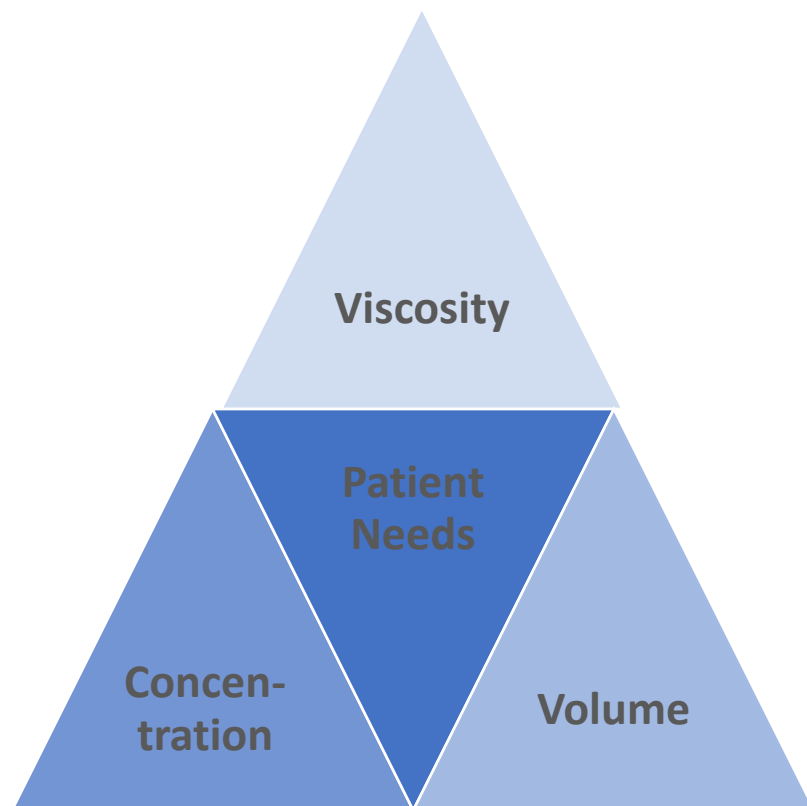 Viscosity
Patient
Needs
Concen-
tration
Volume